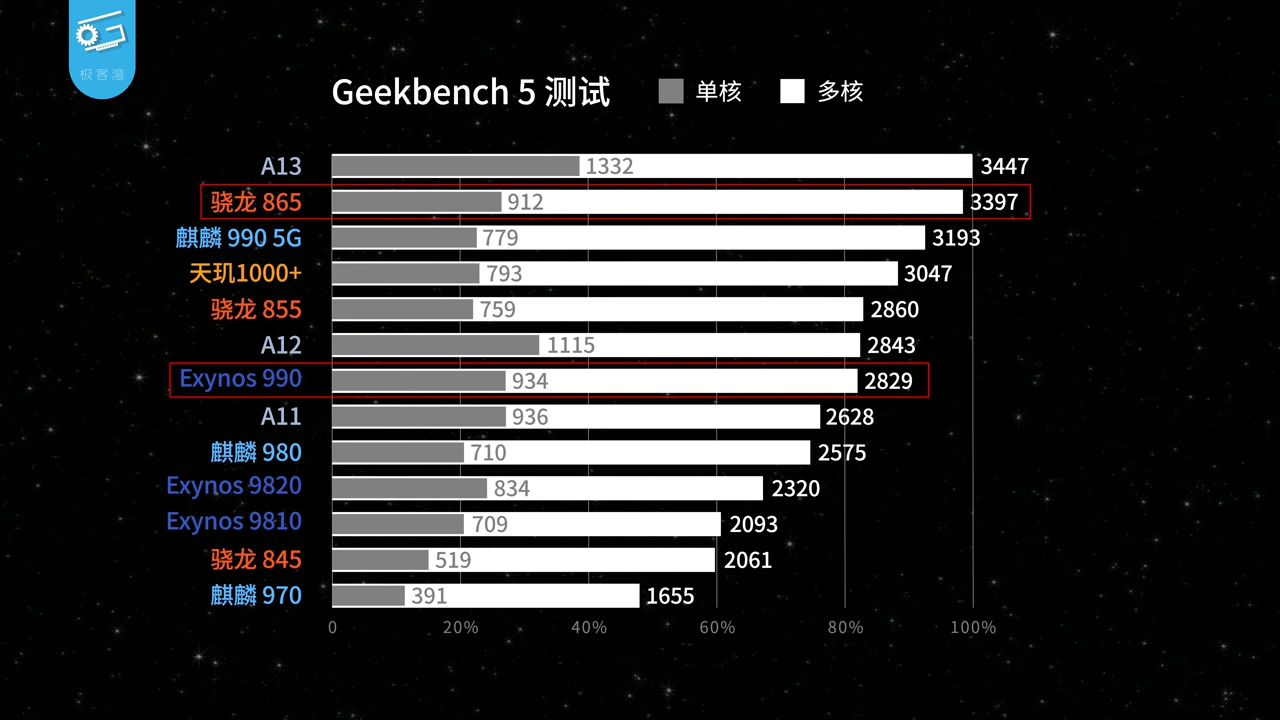 极客湾
Geekbench 5 测试 单核 多核
A13 1332 3447
骁龙 865 912 3397
麒麟 990 5G 779 3193
天玑1000+ 793 3047
骁龙 855 759 2860
A12 1115 2843
Exynos 990 934 2829
A11 936 2628
麒麟 980 710 2575
Exynos 9820 834 2320
Exynos 9810 709 2093
骁龙 845 519 2061
麒麟 970 391 1655
0 20% 40% 60% 80% 100%